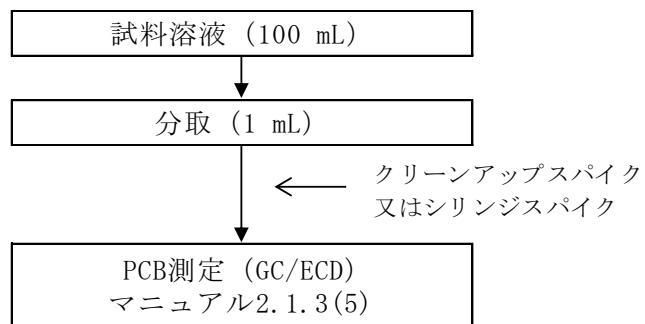 試料溶液 (100 mL)
分取 (1 mL)
クリーンアップスパイク
又はシリンジスパイク
PCB測定 (GC/ECD)
マニュアル2.1.3(5)